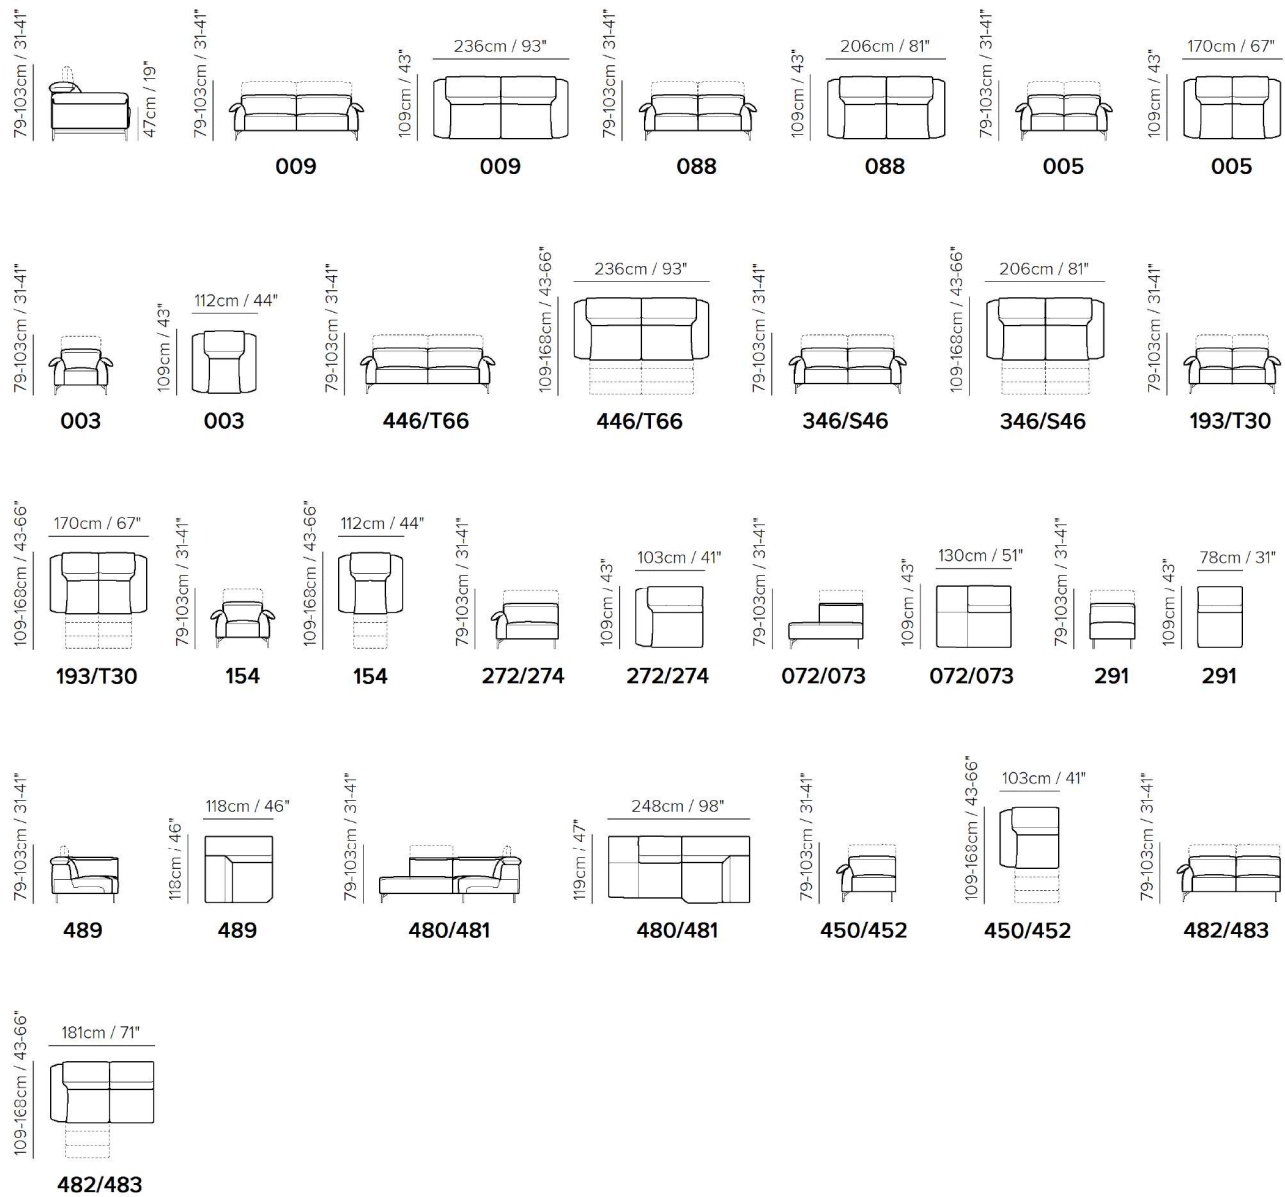 79-103cm / 31-41"
47cm / 19"
79-103cm / 31-41"
009
109cm / 43"
236cm / 93"
009
79-103cm / 31-41"
088
109cm / 43"
206cm / 81"
088
79-103cm / 31-41"
005
109cm / 43"
170cm / 67"
005
79-103cm / 31-41"
003
109cm / 43"
112cm / 44"
003
79-103cm / 31-41"
446/T66
109-168cm / 43-66"
236cm / 93"
446/T66
79-103cm / 31-41"
346/S46
109-168cm / 43-66"
206cm / 81"
346/S46
79-103cm / 31-41"
193/T30
109-168cm / 43-66"
170cm / 67"
193/T30
79-103cm / 31-41"
154
109-168cm / 43-66"
112cm / 44"
154
79-103cm / 31-41"
272/274
109cm / 43"
103cm / 41"
272/274
79-103cm / 31-41"
072/073
109cm / 43"
130cm / 51"
072/073
79-103cm / 31-41"
291
109cm / 43"
78cm / 31"
291
79-103cm / 31-41"
489
118cm / 46"
118cm / 46"
489
79-103cm / 31-41"
480/481
119cm / 47"
248cm / 98"
480/481
79-103cm / 31-41"
450/452
109-168cm / 43-66"
103cm / 41"
450/452
79-103cm / 31-41"
482/483
109-168cm / 43-66"
181cm / 71"
482/483